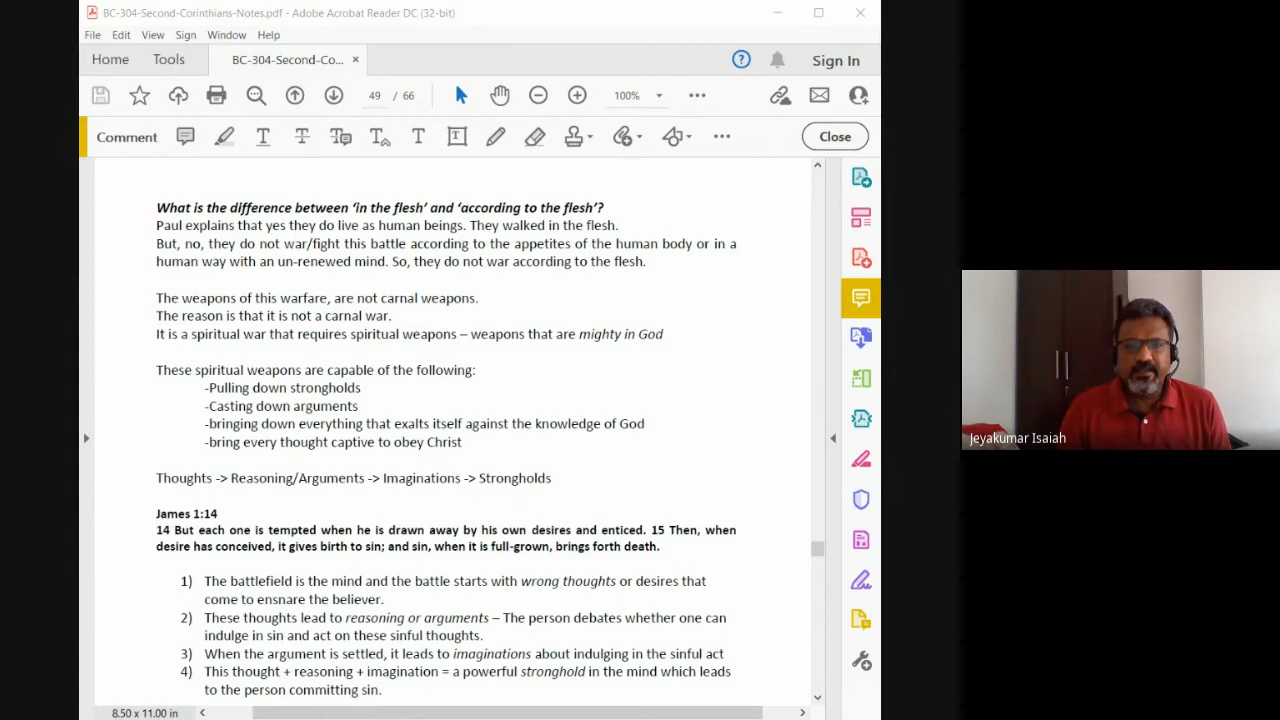 BC-304-Second-Corinthians-Notes.pdf - Adobe Acrobat Reader DC (32-bit)
File Edit View Sign Window Help
Home Tools BC-304-Second-Co... × Sign In
49 / 66 100%
Comment Close
What is the difference between ‘in the flesh’ and ‘according to the flesh’?
Paul explains that yes they do live as human beings. They walked in the flesh.
But, no, they do not war/fight this battle according to the appetites of the human body or in a
human way with an un-renewed mind. So, they do not war according to the flesh.
The weapons of this warfare, are not carnal weapons.
The reason is that it is not a carnal war.
It is a spiritual war that requires spiritual weapons – weapons that are mighty in God
These spiritual weapons are capable of the following:
-Pulling down strongholds
-Casting down arguments
-bringing down everything that exalts itself against the knowledge of God
-bring every thought captive to obey Christ
Thoughts -> Reasoning/Arguments -> Imaginations -> Strongholds
James 1:14
14 But each one is tempted when he is drawn away by his own desires and enticed. 15 Then, when
desire has conceived, it gives birth to sin; and sin, when it is full-grown, brings forth death.
1) The battlefield is the mind and the battle starts with wrong thoughts or desires that
come to ensnare the believer.
2) These thoughts lead to reasoning or arguments – The person debates whether one can
indulge in sin and act on these sinful thoughts.
3) When the argument is settled, it leads to imaginations about indulging in the sinful act
4) This thought + reasoning + imagination = a powerful stronghold in the mind which leads
to the person committing sin.
8.50 x 11.00 in
Jeyakumar Isaiah